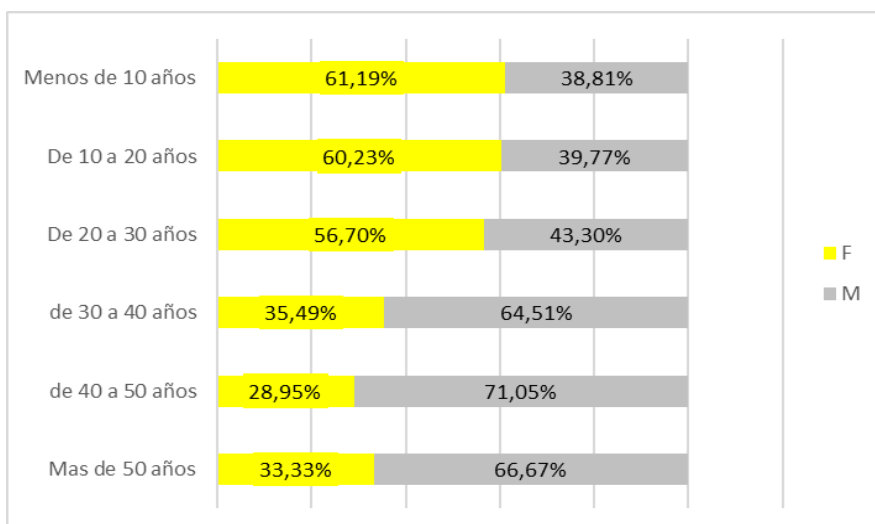 Menos de 10 años 61,19% 38,81%
De 10 a 20 años 60,23% 39,77%
De 20 a 30 años 56,70% 43,30%
F
de 30 a 40 años 35,49% 64,51%
M
de 40 a 50 años 28,95% 71,05%
Mas de 50 años 33,33% 66,67%